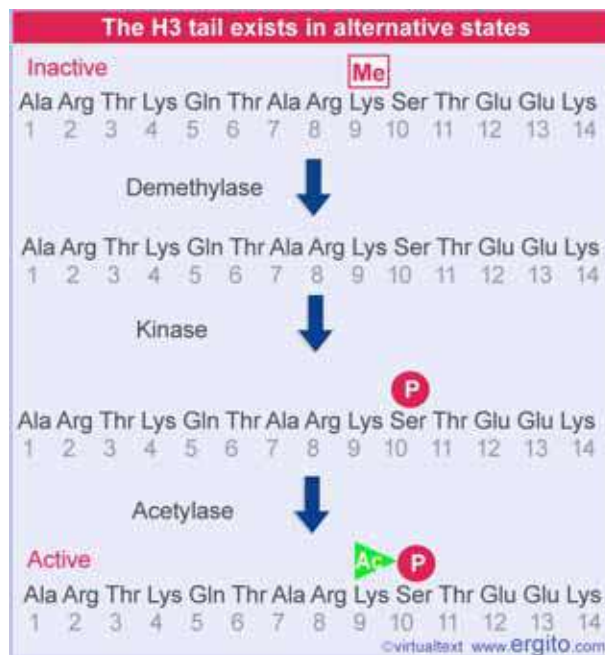 The H3 tail exists in alternative states
Inactive
Me
Ala Arg Thr Lys Gln Thr Ala Arg Lys Ser Thr Glu Glu Lys
1 2 3 4 5 6 7 8 9 10 11 12 13 14
Demethylase
Ala Arg Thr Lys Gln Thr Ala Arg Lys Ser Thr Glu Glu Lys
1 2 3 4 5 6 7 8 9 10 11 12 13 14
Kinase
P
Ala Arg Thr Lys Gln Thr Ala Arg Lys Ser Thr Glu Glu Lys
1 2 3 4 5 6 7 8 9 10 11 12 13 14
Acetylase
Active
Ac P
Ala Arg Thr Lys Gln Thr Ala Arg Lys Ser Thr Glu Glu Lys
1 2 3 4 5 6 7 8 9 10 11 12 13 14
©virtualtext www.ergito.com